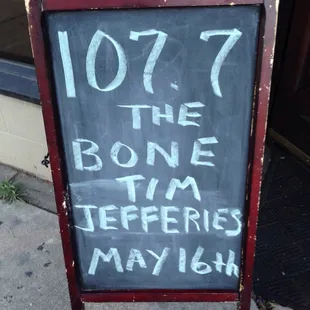 107.7
THE
BONE
TIM
JEFFERIES
MAY 16th